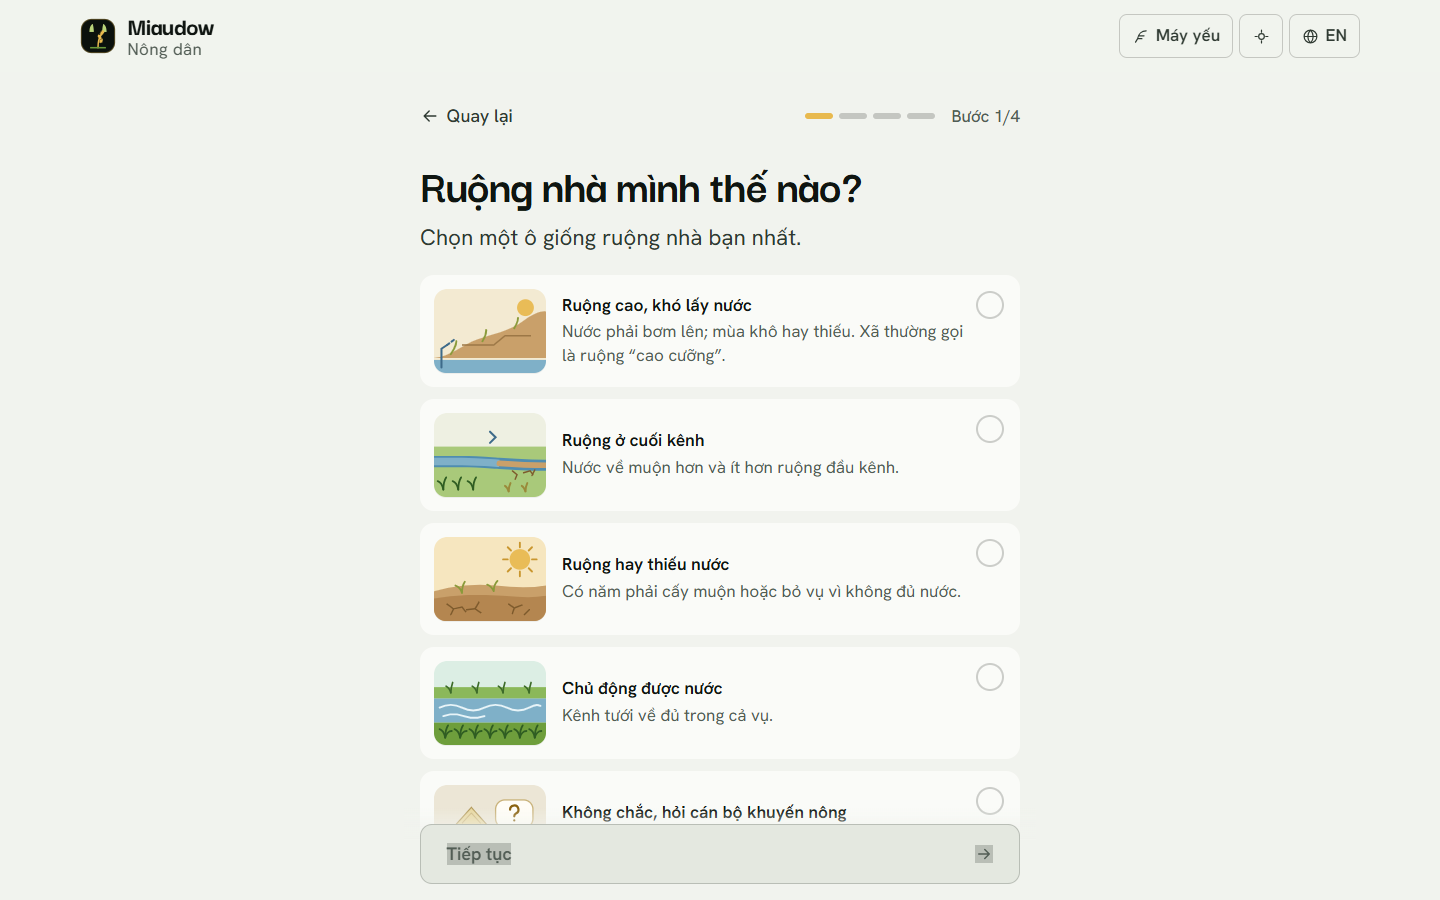 Miaudow
Nông dân
Máy yếu
EN
Quay lại
Bước 1/4
Ruộng nhà mình thế nào?
Chọn một ô giống ruộng nhà bạn nhất.
Ruộng cao, khó lấy nước
Nước phải bơm lên; mùa khô hay thiếu. Xã thường gọi
là ruộng “cao cưỡng”.
Ruộng ở cuối kênh
Nước về muộn hơn và ít hơn ruộng đầu kênh.
Ruộng hay thiếu nước
Có năm phải cấy muộn hoặc bỏ vụ vì không đủ nước.
Chủ động được nước
Kênh tưới về đủ trong cả vụ.
?
Không chắc, hỏi cán bộ khuyến nông
Tiếp tục